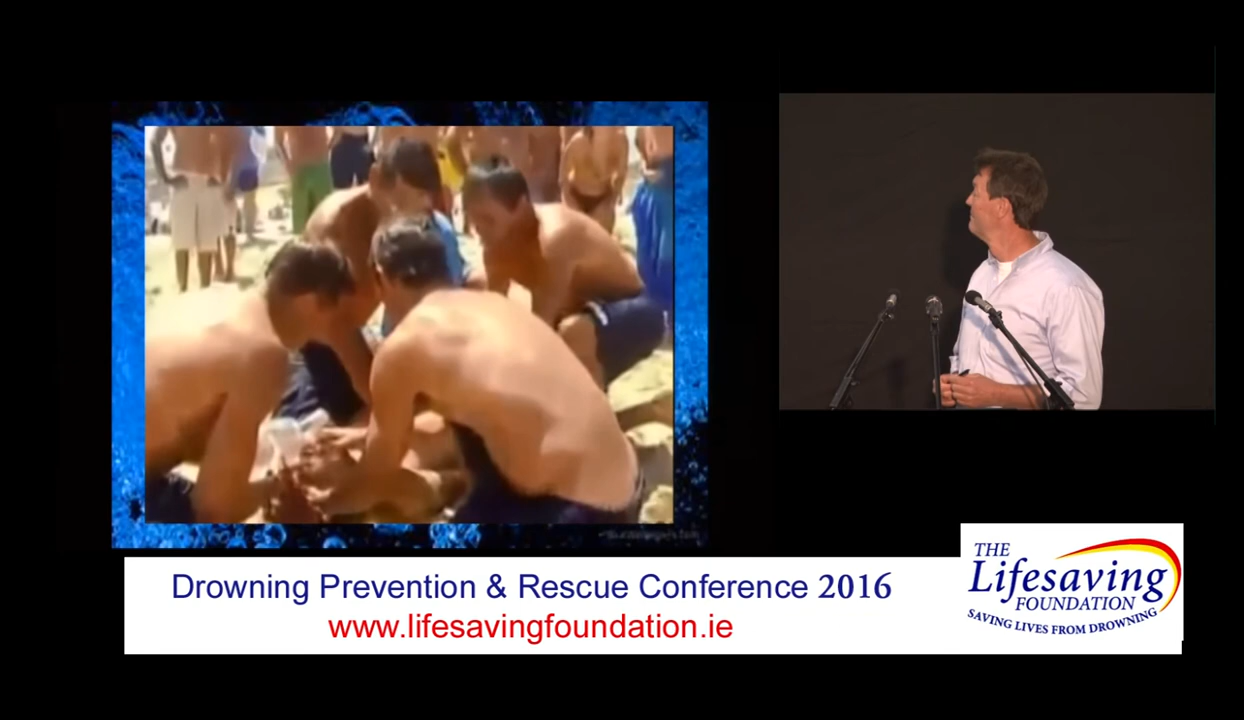 Drowning Prevention & Rescue Conference 2016
www.lifesavingfoundation.ie
THE
Lifesaving
FOUNDATION
SAVING LIVES FROM DROWNING